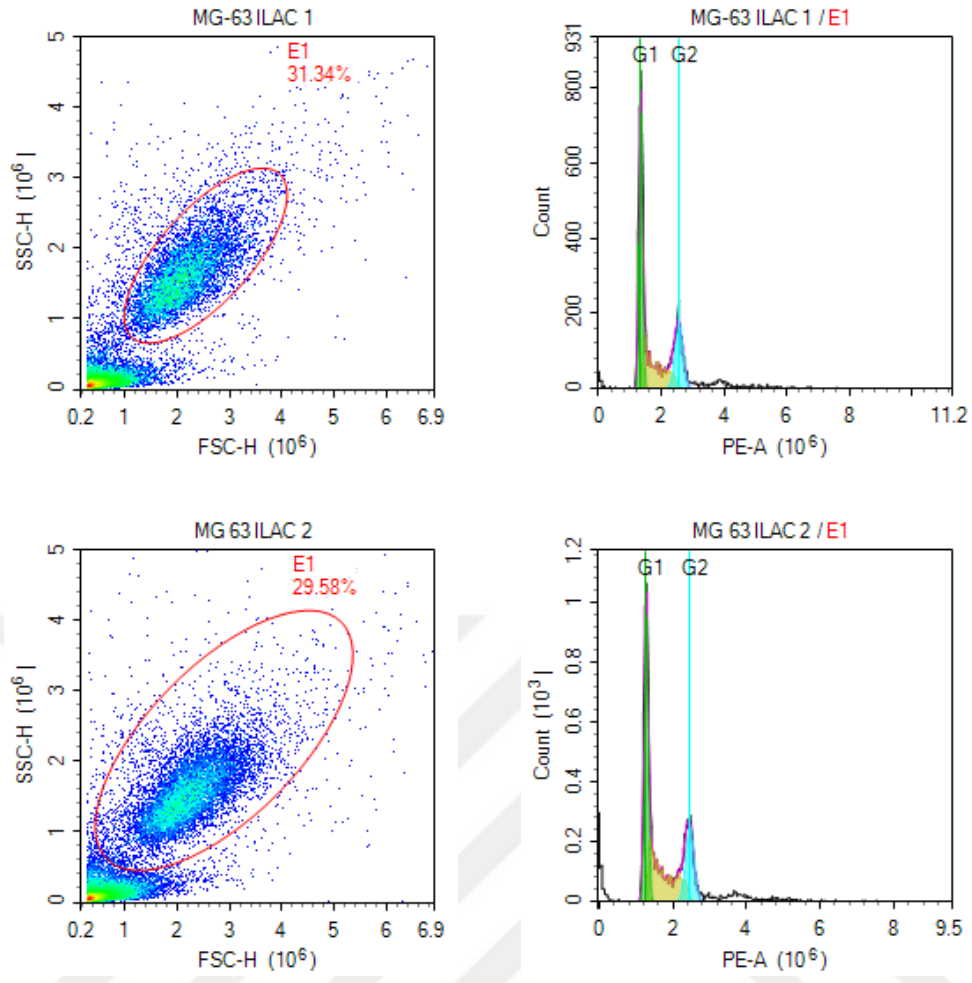 MG-63 ILAC 1
E1
31.34%
5
4
3
2
1
0
SSC-H (10⁶)
0.2 1 2 3 4 5 6 6.9
FSC-H (10⁶)
MG-63 ILAC 1 / E1
G1 G2
931
800
600
400
200
0
Count
0 2 4 6 8 11.2
PE-A (10⁶)
MG 63 ILAC 2
E1
29.58%
5
4
3
2
1
0
SSC-H (10⁶)
0.2 1 2 3 4 5 6 6.9
FSC-H (10⁶)
MG 63 ILAC 2 / E1
G1 G2
1.2
1
0.8
0.6
0.4
0.2
0
Count (10³)
0 2 4 6 8 9.5
PE-A (10⁶)